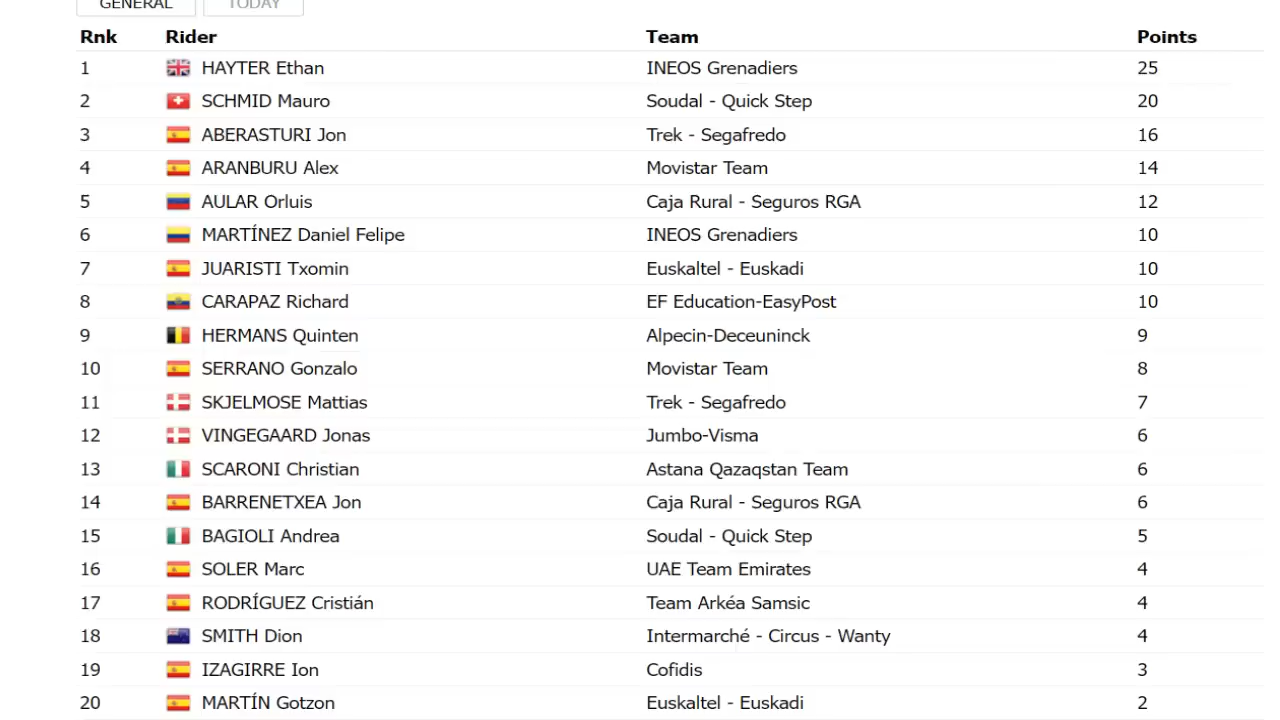 GENERAL TODAY
Rnk Rider Team Points
1 HAYTER Ethan INEOS Grenadiers 25
2 SCHMID Mauro Soudal - Quick Step 20
3 ABERASTURI Jon Trek - Segafredo 16
4 ARANBURU Alex Movistar Team 14
5 AULAR Orluis Caja Rural - Seguros RGA 12
6 MARTÍNEZ Daniel Felipe INEOS Grenadiers 10
7 JUARISTI Txomin Euskaltel - Euskadi 10
8 CARAPAZ Richard EF Education-EasyPost 10
9 HERMANS Quinten Alpecin-Deceuninck 9
10 SERRANO Gonzalo Movistar Team 8
11 SKJELMOSE Mattias Trek - Segafredo 7
12 VINGEGAARD Jonas Jumbo-Visma 6
13 SCARONI Christian Astana Qazaqstan Team 6
14 BARRENETXEA Jon Caja Rural - Seguros RGA 6
15 BAGIOLI Andrea Soudal - Quick Step 5
16 SOLER Marc UAE Team Emirates 4
17 RODRÍGUEZ Cristián Team Arkéa Samsic 4
18 SMITH Dion Intermarché - Circus - Wanty 4
19 IZAGIRRE Ion Cofidis 3
20 MARTÍN Gotzon Euskaltel - Euskadi 2